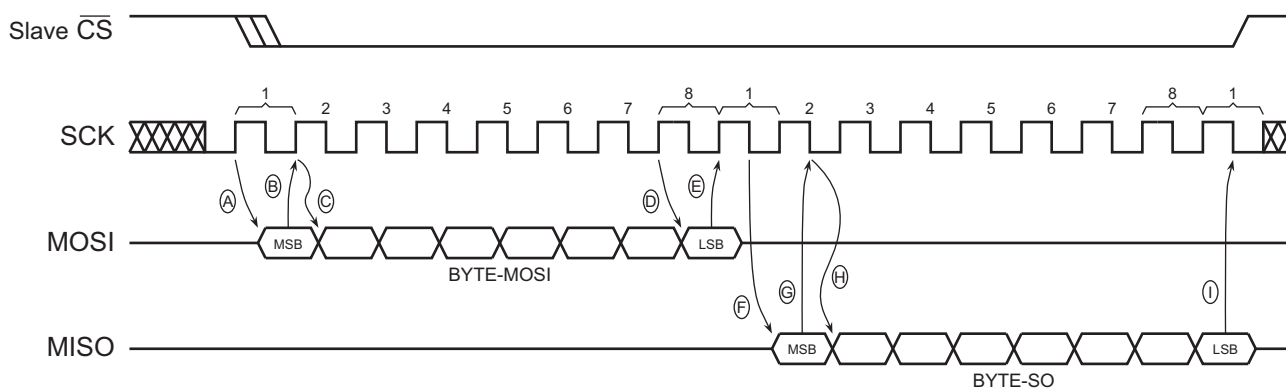 Slave CS
1 2 3 4 5 6 7 8 1 2 3 4 5 6 7 8 1
SCK
A B C D E
MOSI MSB LSB
BYTE-MOSI
F G H I
MISO MSB LSB
BYTE-SO